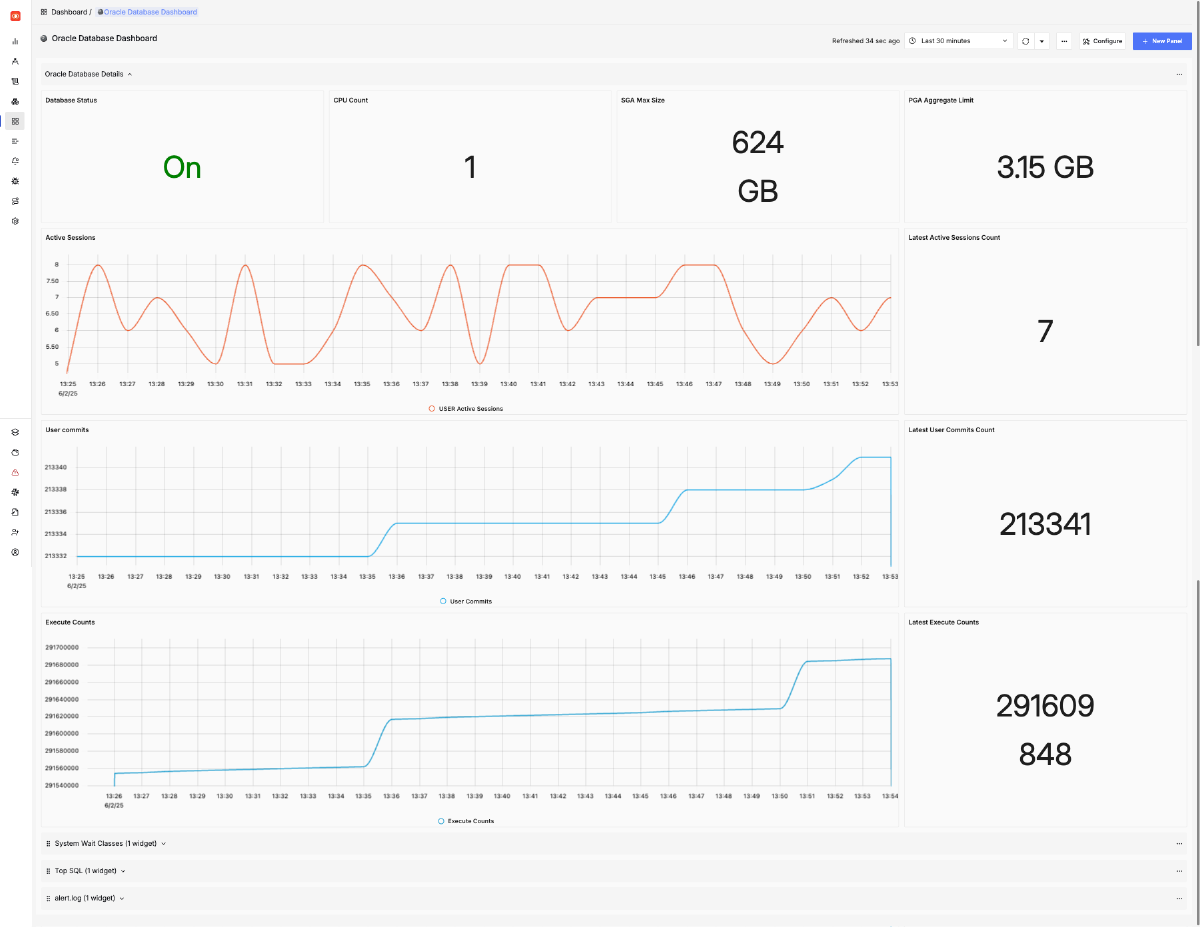 Dashboard / Oracle Database Dashboard
Oracle Database Dashboard
Refreshed 34 sec ago
Last 30 minutes
Configure
+ New Panel
Oracle Database Details
Database Status
On
CPU Count
1
SGA Max Size
624
GB
PGA Aggregate Limit
3.15 GB
Active Sessions
8
7.50
7
6.50
6
5.50
5
13:25 13:26 13:27 13:28 13:29 13:30 13:31 13:32 13:33 13:34 13:35 13:36 13:37 13:38 13:39 13:40 13:41 13:42 13:43 13:44 13:45 13:46 13:47 13:48 13:49 13:50 13:51 13:52 13:53
6/2/25
USER Active Sessions
Latest Active Sessions Count
7
User commits
213340
213338
213336
213334
213332
13:25 13:26 13:27 13:28 13:29 13:30 13:31 13:32 13:33 13:34 13:35 13:36 13:37 13:38 13:39 13:40 13:41 13:42 13:43 13:44 13:45 13:46 13:47 13:48 13:49 13:50 13:51 13:52 13:53
6/2/25
User Commits
Latest User Commits Count
213341
Execute Counts
291700000
291680000
291660000
291640000
291620000
291600000
291580000
291560000
291540000
13:26 13:27 13:28 13:29 13:30 13:31 13:32 13:33 13:34 13:35 13:36 13:37 13:38 13:39 13:40 13:41 13:42 13:43 13:44 13:45 13:46 13:47 13:48 13:49 13:50 13:51 13:52 13:53 13:54
6/2/25
Execute Counts
Latest Execute Counts
291609
848
System Wait Classes (1 widget)
Top SQL (1 widget)
alert.log (1 widget)